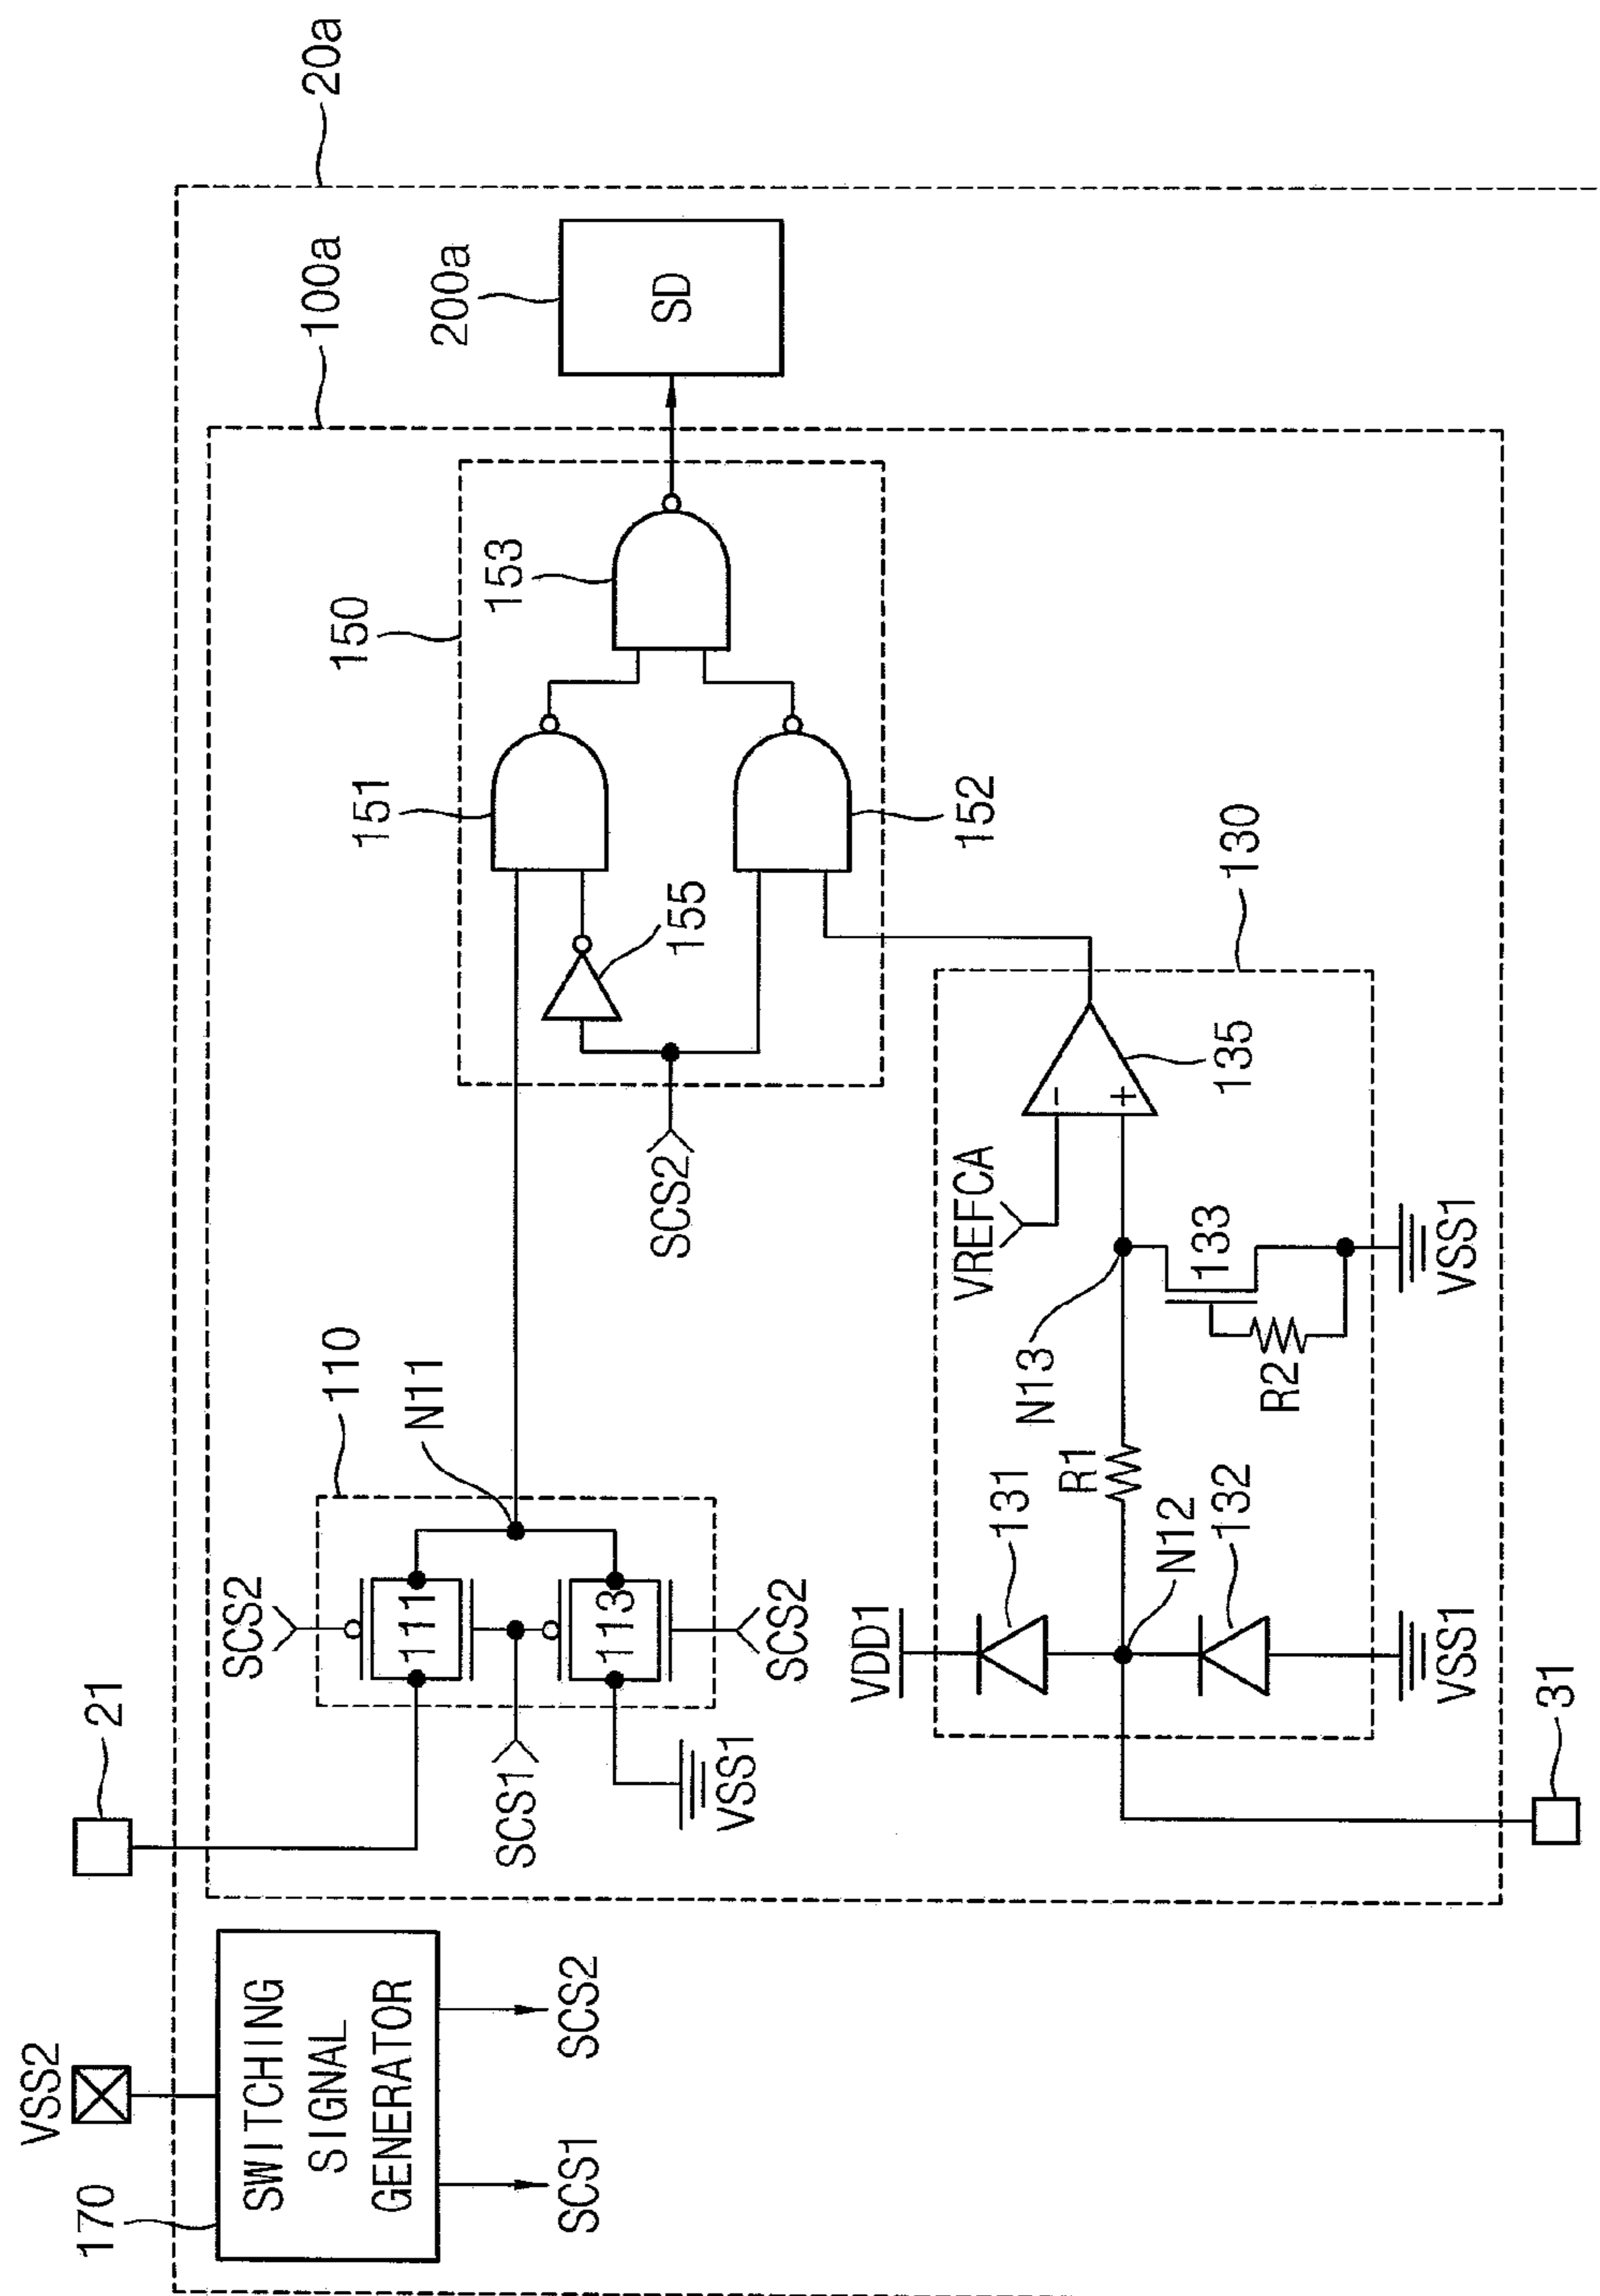 20a
100a
200a
SD
150
153
151
152
155
SCS2
130
135
VREFCA
133
VSS1
N13
R2
110
N11
SCS2
111
113
SCS1
SCS2
VSS1
R1
131
132
N12
VDD1
VSS1
21
31
VSS2
170
SWITCHING
SIGNAL
GENERATOR
SCS1
SCS2
-
+